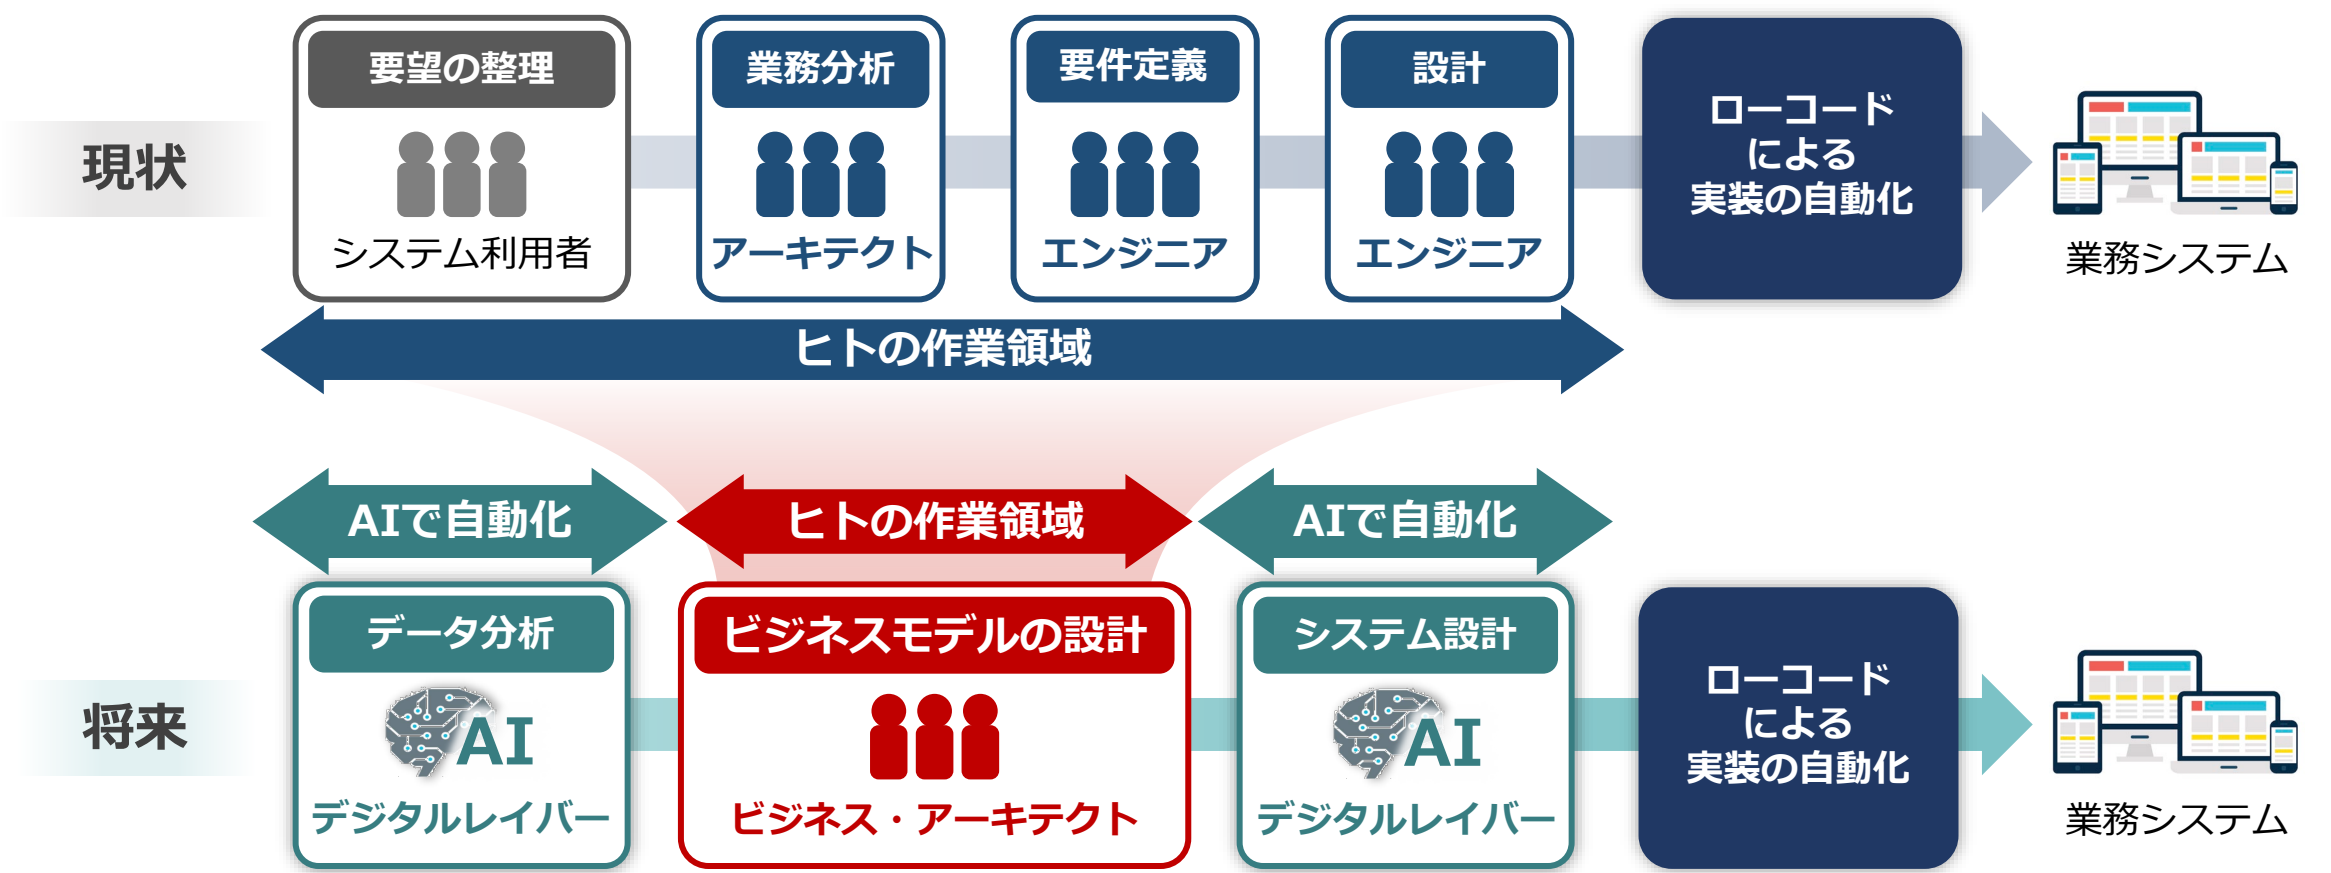 現状
要望の整理
システム利用者
業務分析
アーキテクト
要件定義
エンジニア
設計
エンジニア
ローコード
による
実装の自動化
業務システム
ヒトの作業領域
AIで自動化
ヒトの作業領域
AIで自動化
将来
データ分析
AI
デジタルレイバー
ビジネスモデルの設計
ビジネス・アーキテクト
システム設計
AI
デジタルレイバー
ローコード
による
実装の自動化
業務システム